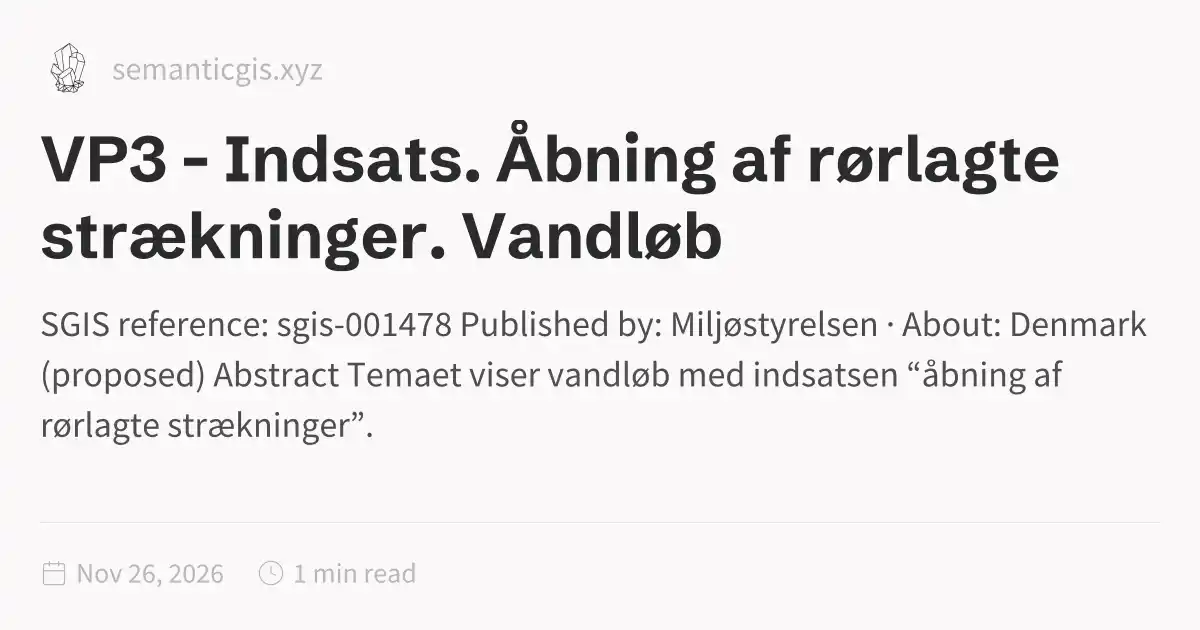 semanticgis.xyz
VP3 - Indsats. Åbning af rørlagte
strækninger. Vandløb
SGIS reference: sgis-001478 Published by: Miljøstyrelsen · About: Denmark
(proposed) Abstract Temaet viser vandløb med indsatsen “åbning af
rørlagte strækninger”.
Nov 26, 2026 1 min read